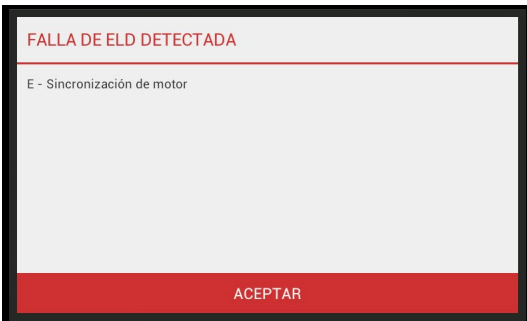 FALLA DE ELD DETECTADA
E - Sincronización de motor
ACEPTAR